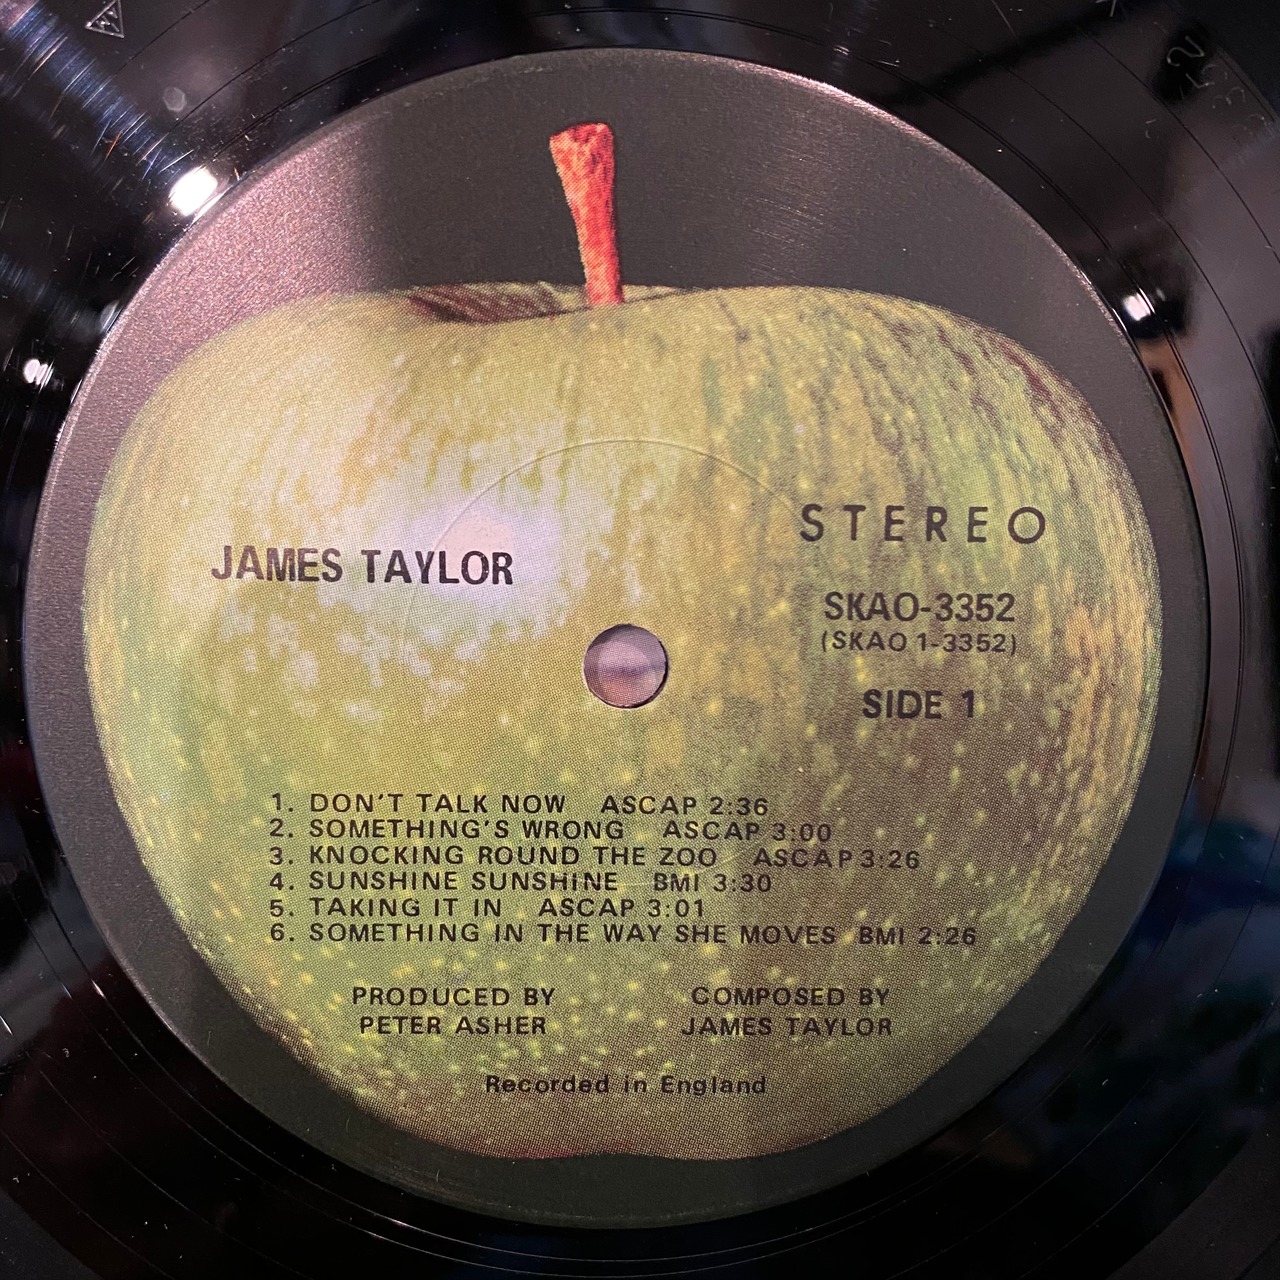 JAMES TAYLOR
STEREO
SKAO-3352
(SKAO 1-3352)
SIDE 1
1. DON'T TALK NOW ASCAP 2:36
2. SOMETHING'S WRONG ASCAP 3:00
3. KNOCKING ROUND THE ZOO ASCAP 3:26
4. SUNSHINE SUNSHINE BMI 3:30
5. TAKING IT IN ASCAP 3:01
6. SOMETHING IN THE WAY SHE MOVES BMI 2:26
PRODUCED BY
PETER ASHER
COMPOSED BY
JAMES TAYLOR
Recorded in England